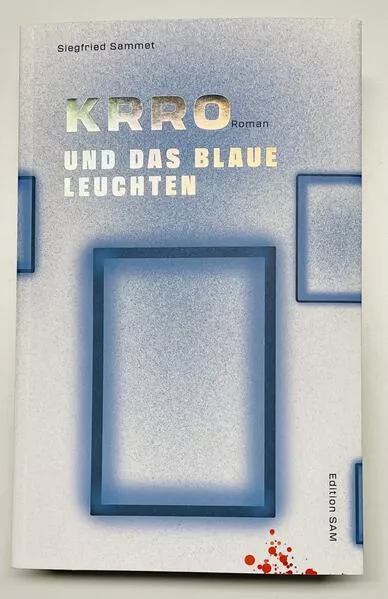 Siegfried Sammet
KRRO Roman
UND DAS BLAUE
LEUCHTEN
Edition SAM